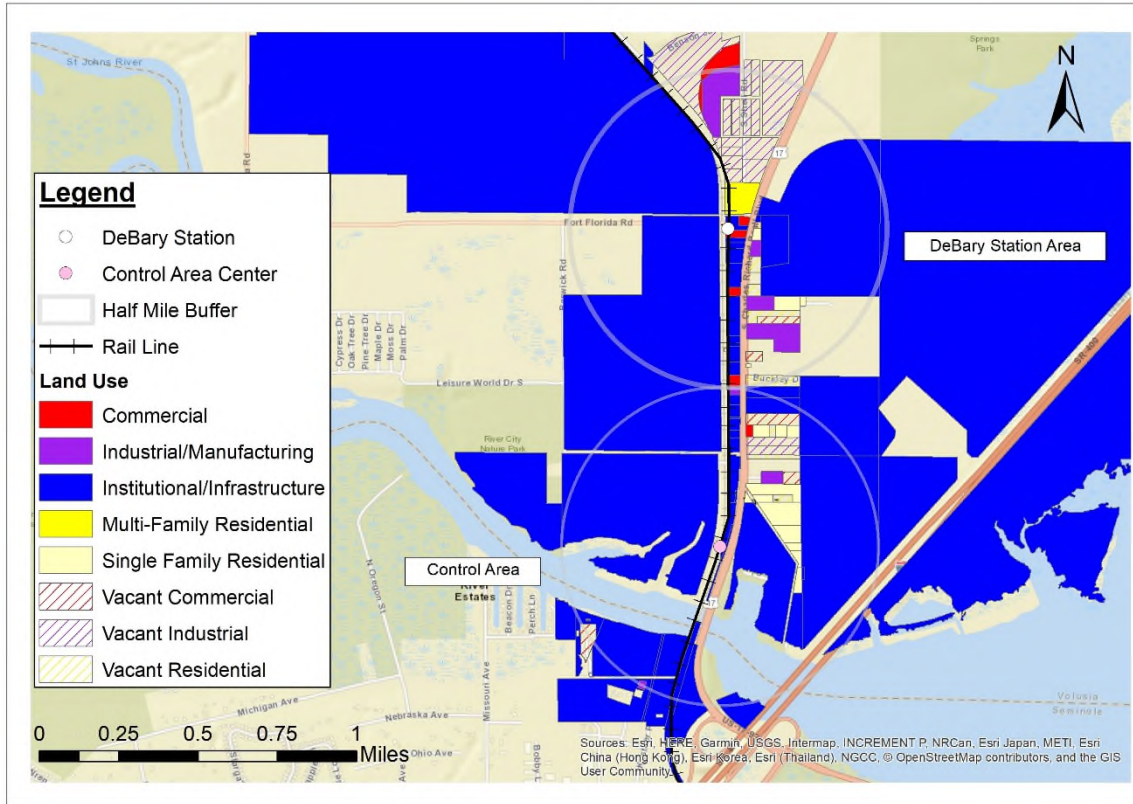 St Johns River
Springs
Park
N
17
Legend
DeBary Station
Control Area Center
Half Mile Buffer
Rail Line
Land Use
Commercial
Industrial/Manufacturing
Institutional/Infrastructure
Multi-Family Residential
Single Family Residential
Vacant Commercial
Vacant Industrial
Vacant Residential
Fort Florida Rd
DeBary Station Area
Cypress Dr
Oak Tree Dr
Pine Tree Dr
Maple Dr
Moss Dr
Palm Dr
SR-400
Leisure World Dr S
River City
Nature Park
Control Area
Estates
N Oregon St
Beacon Dr
Perch Ln
Missouri Ave
Michigan Ave
Nebraska Ave
Ohio Ave
Volusia
Seminole
0 0.25 0.5 0.75 1
Miles
Sources: Esri, HERE, Garmin, USGS, Intermap, INCREMENT P, NRCan, Esri Japan, METI, Esri
China (Hong Kong), Esri Korea, Esri (Thailand), NGCC, © OpenStreetMap contributors, and the GIS
User Community